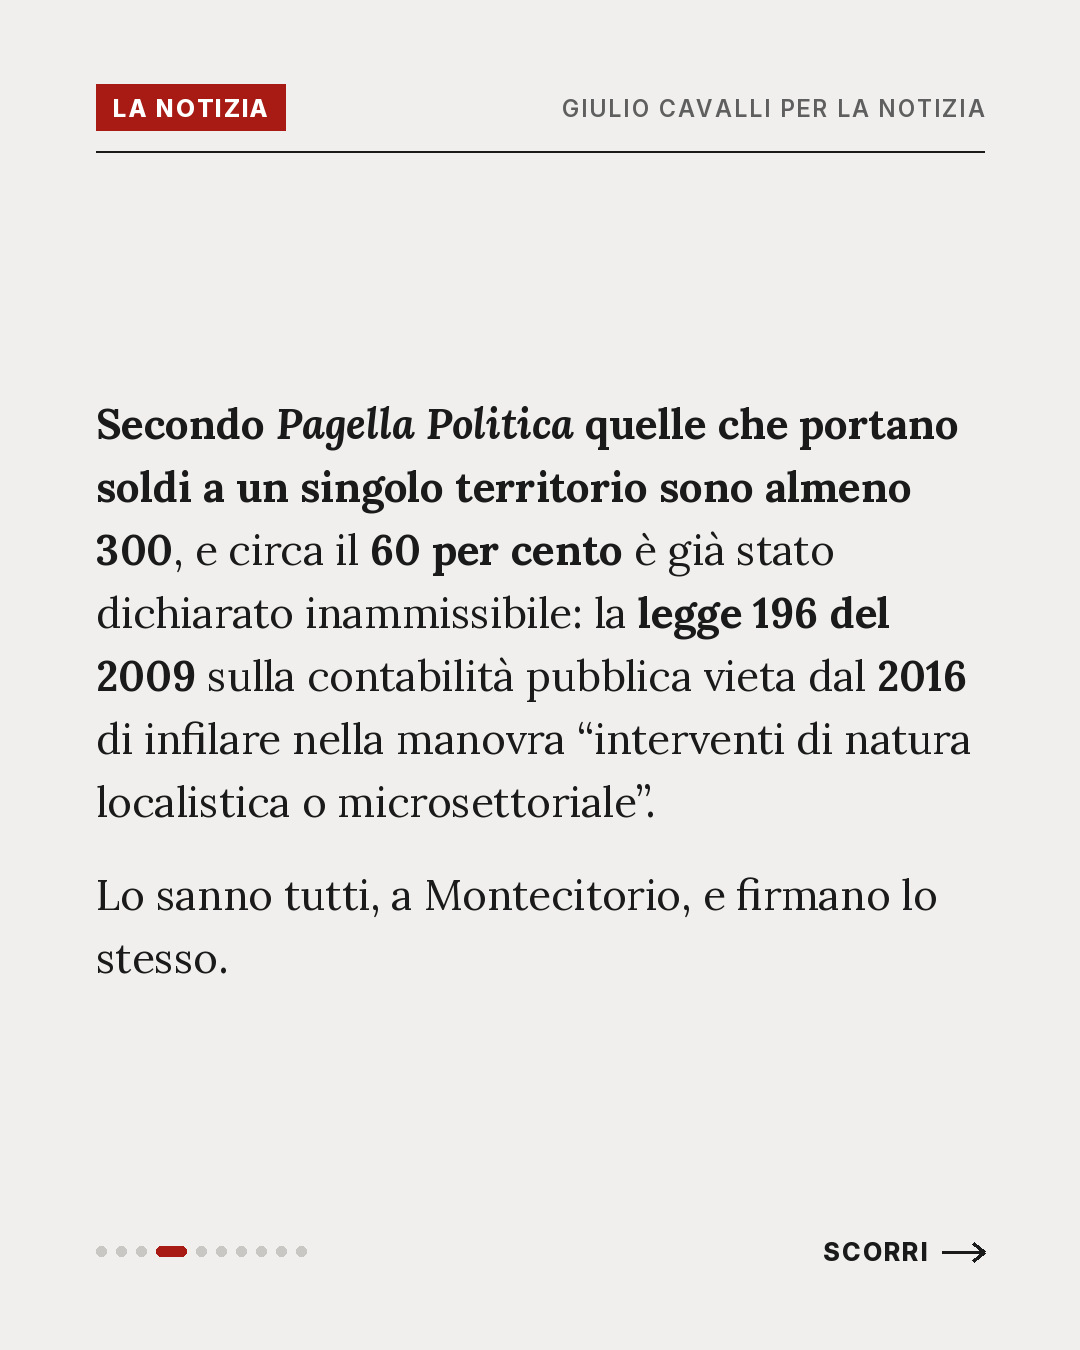 LA NOTIZIA
GIULIO CAVALLI PER LA NOTIZIA
Secondo Pagella Politica quelle che portano
soldi a un singolo territorio sono almeno
300, e circa il 60 per cento è già stato
dichiarato inammissibile: la legge 196 del
2009 sulla contabilità pubblica vieta dal 2016
di infilare nella manovra “interventi di natura
localistica o microsettoriale”.
Lo sanno tutti, a Montecitorio, e firmano lo
stesso.
SCORRI